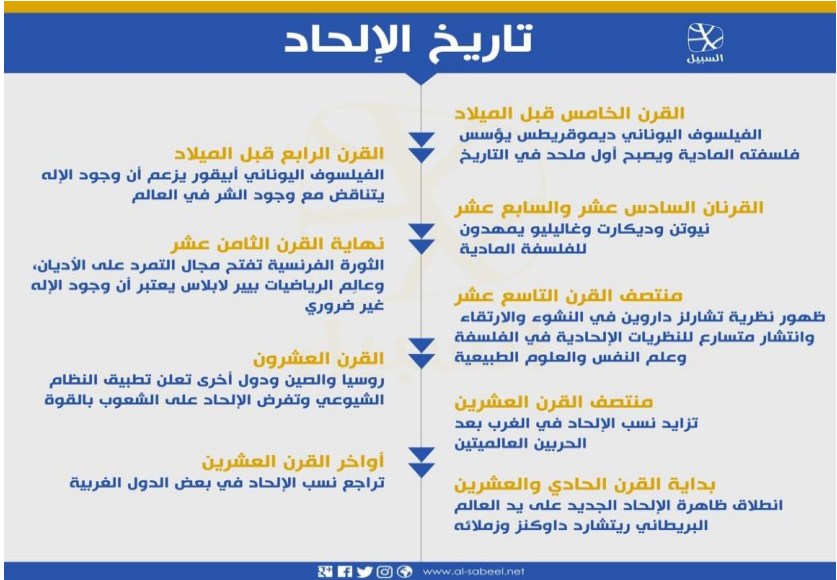 تاريخ الإلحاد
السبيل
القرن الخامس قبل الميلاد
الفيلسوف اليوناني ديموقريطس يؤسس
فلسفته المادية ويصبح أول ملحد في التاريخ
القرن الرابع قبل الميلاد
الفيلسوف اليوناني أبيقور يزعم أن وجود الإله
يتناقض مع وجود الشر في العالم
القرنان السادس عشر والسابع عشر
نيوتن وديكارت وغاليليو يمهدون
للفلسفة المادية
نهاية القرن الثامن عشر
الثورة الفرنسية تفتح مجال التمرد على الأديان،
وعالِم الرياضيات بيير لابلاس يعتبر أن وجود الإله
غير ضروري
منتصف القرن التاسع عشر
ظهور نظرية تشارلز داروين في النشوء والارتقاء
وانتشار متسارع للنظريات الإلحادية في الفلسفة
وعلم النفس والعلوم الطبيعية
القرن العشرون
روسيا والصين ودول أخرى تعلن تطبيق النظام
الشيوعي وتفرض الإلحاد على الشعوب بالقوة
منتصف القرن العشرين
تزايد نسب الإلحاد في الغرب بعد
الحربين العالميتين
أواخر القرن العشرين
تراجع نسب الإلحاد في بعض الدول الغربية
بداية القرن الحادي والعشرين
انطلاق ظاهرة الإلحاد الجديد على يد العالم
البريطاني ريتشارد داوكنز وزملائه
www.al-sabeel.net